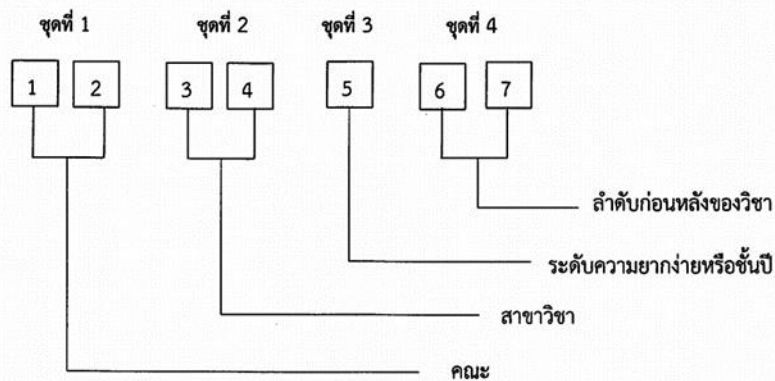 ชุดที่ 1 ชุดที่ 2 ชุดที่ 3 ชุดที่ 4
1 2 3 4 5 6 7
ลำดับก่อนหลังของวิชา
ระดับความยากง่ายหรือชั้นปี
สาขาวิชา
คณะ